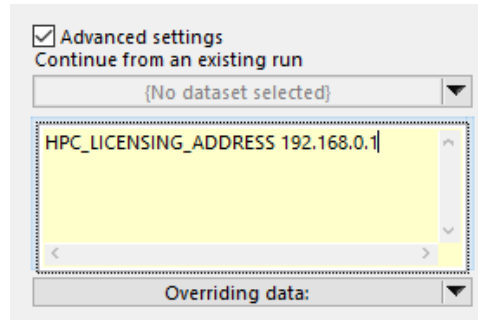 Advanced settings
Continue from an existing run
{No dataset selected}
HPC_LICENSING_ADDRESS 192.168.0.1
Overriding data: